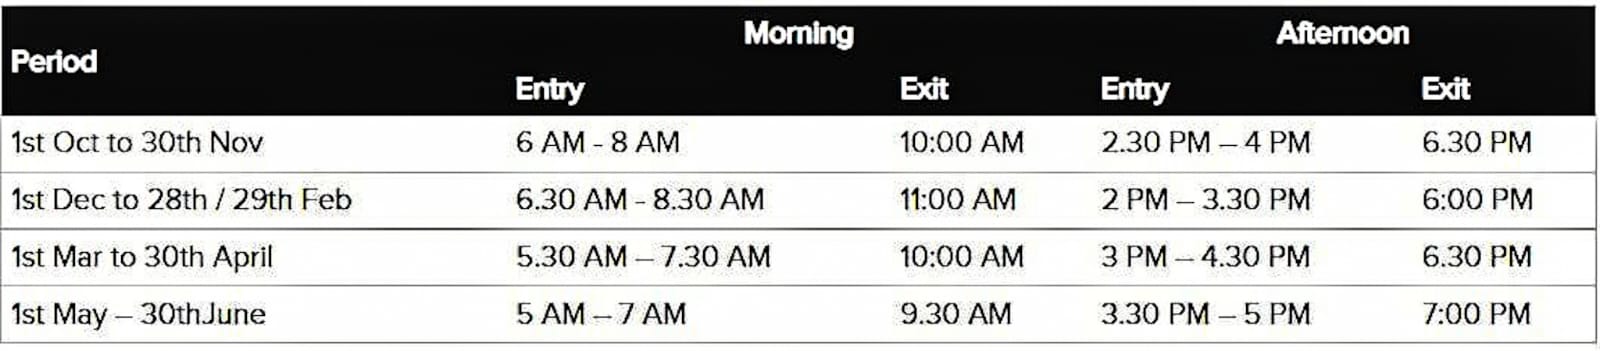 Morning Afternoon
Period
Entry Exit Entry Exit
1st Oct to 30th Nov 6 AM - 8 AM 10:00 AM 2.30 PM – 4 PM 6.30 PM
1st Dec to 28th / 29th Feb 6.30 AM - 8.30 AM 11:00 AM 2 PM – 3.30 PM 6:00 PM
1st Mar to 30th April 5.30 AM – 7.30 AM 10:00 AM 3 PM – 4.30 PM 6.30 PM
1st May – 30thJune 5 AM – 7 AM 9.30 AM 3.30 PM – 5 PM 7:00 PM